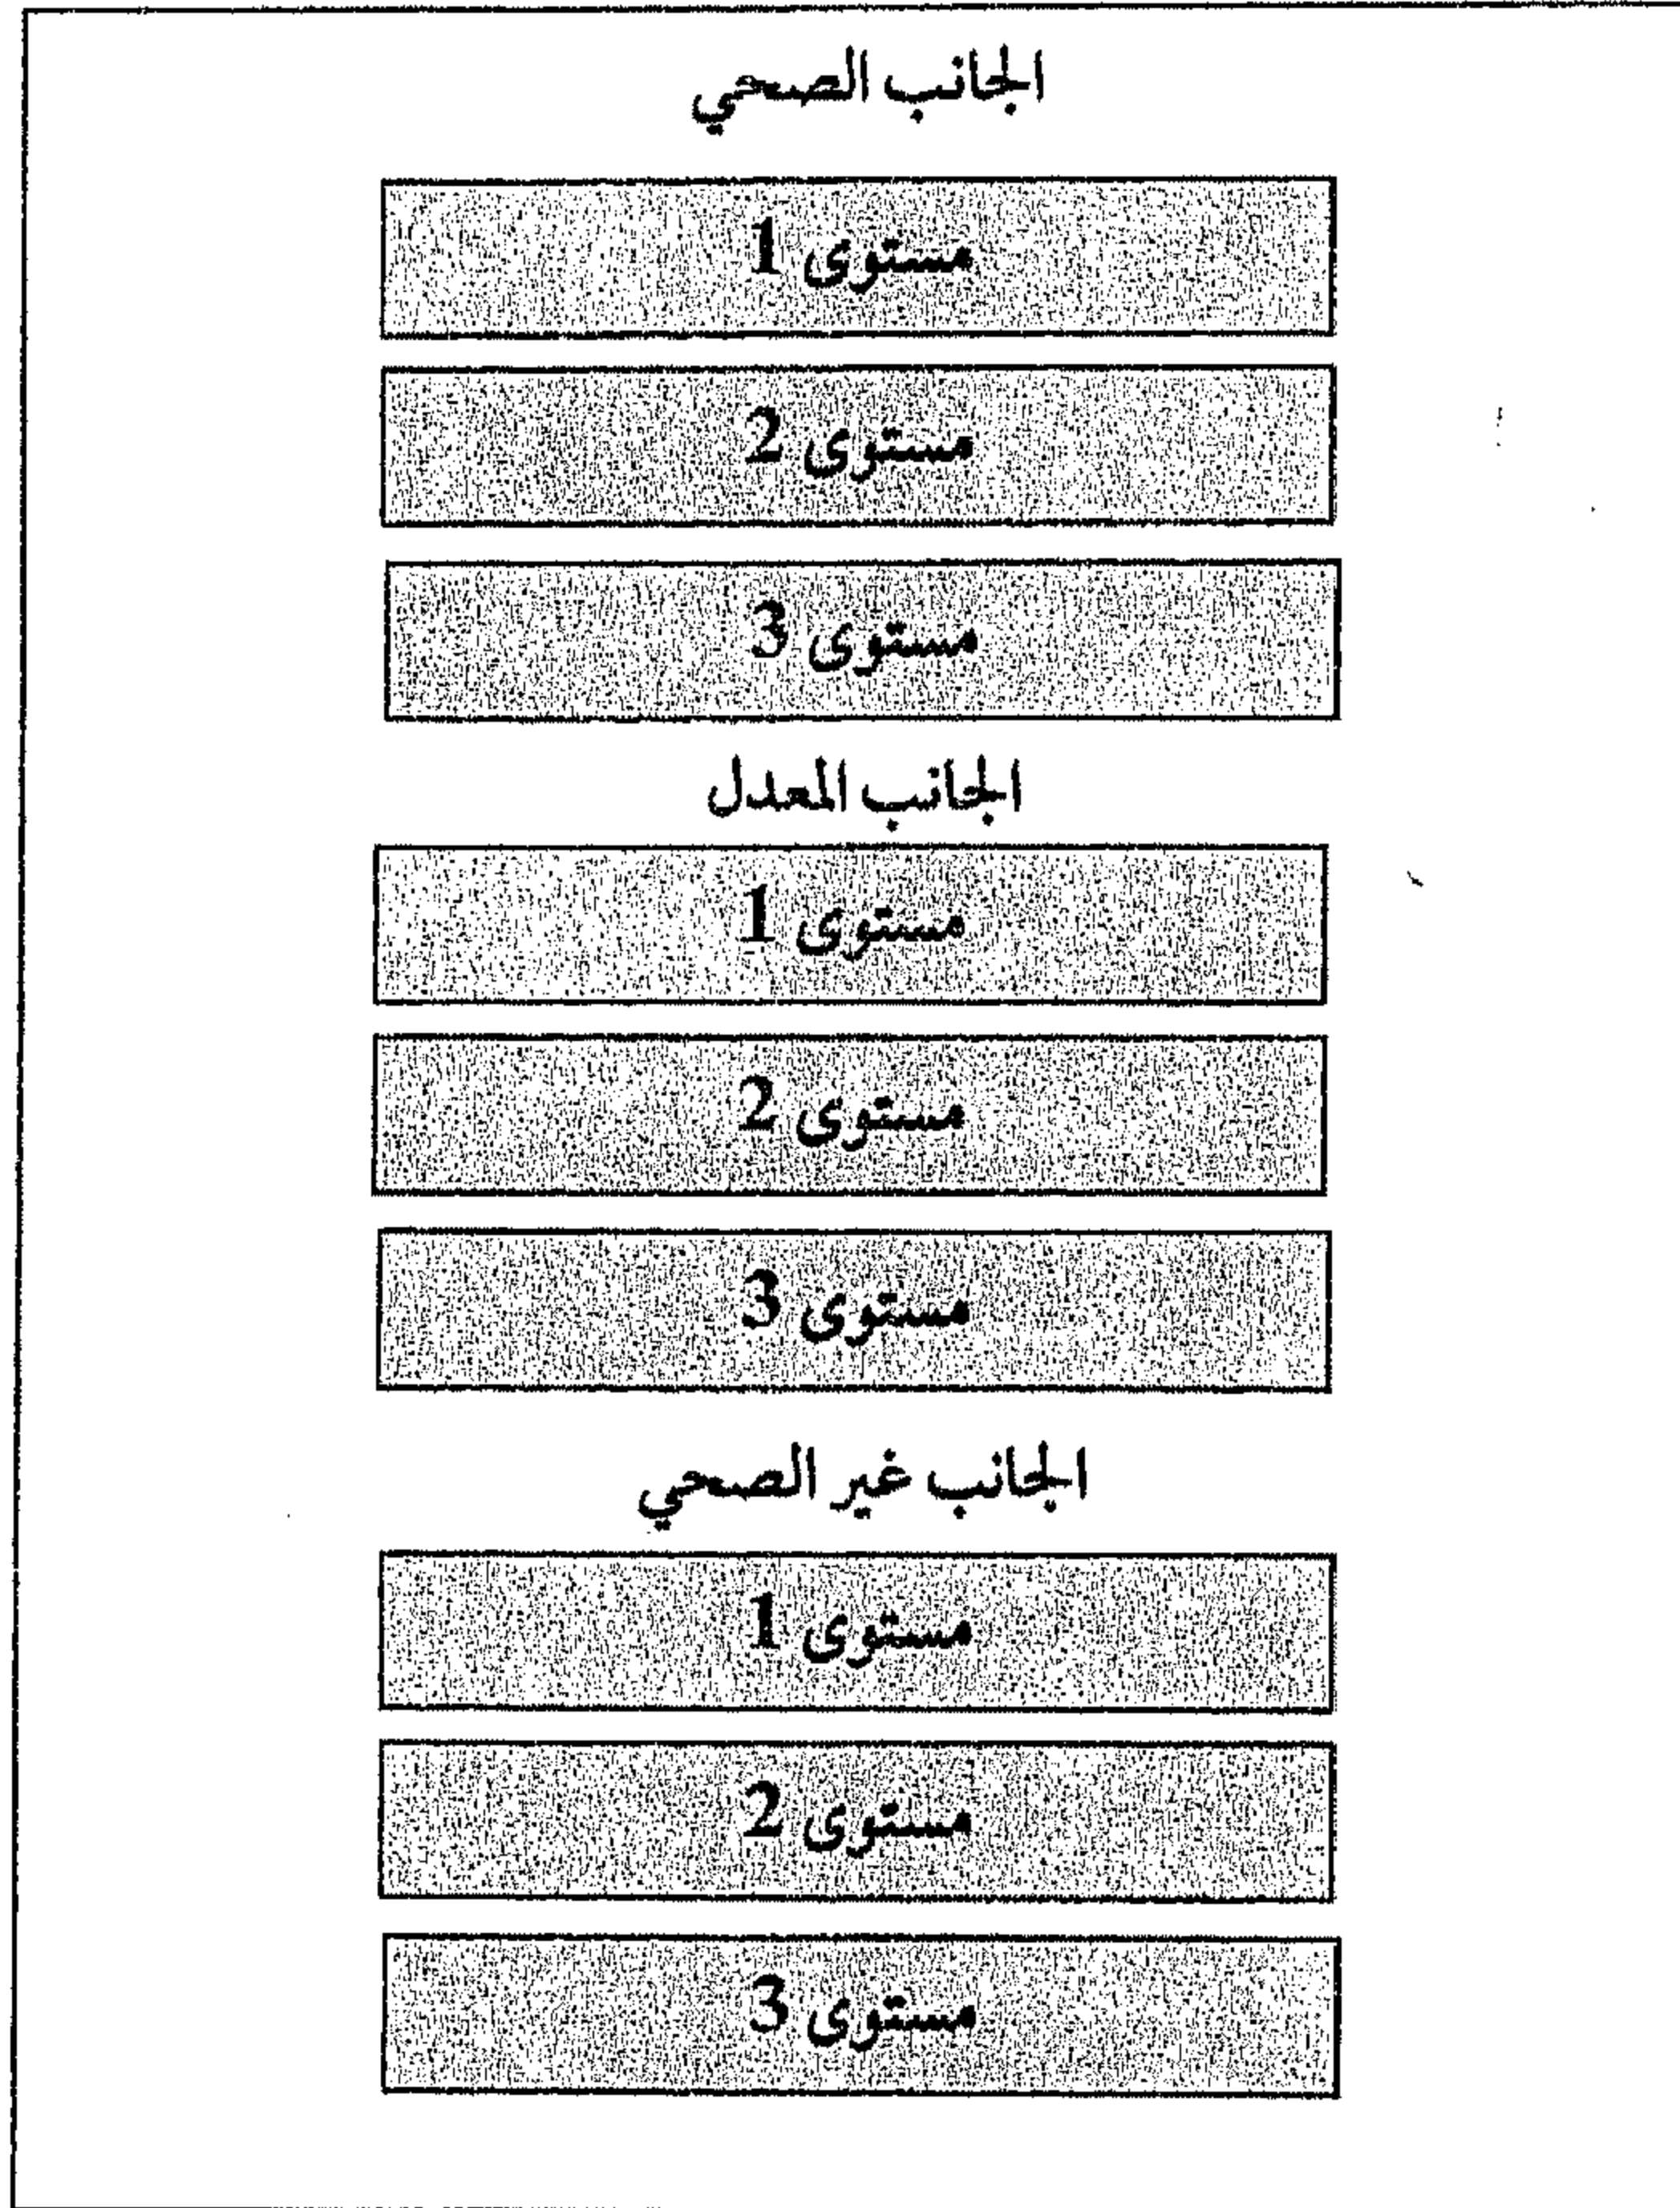 الجانب الصحي
مستوى 1
مستوى 2
مستوى 3
الجانب المعدل
مستوى 1
مستوى 2
مستوى 3
الجانب غير الصحي
مستوى 1
مستوى 2
مستوى 3